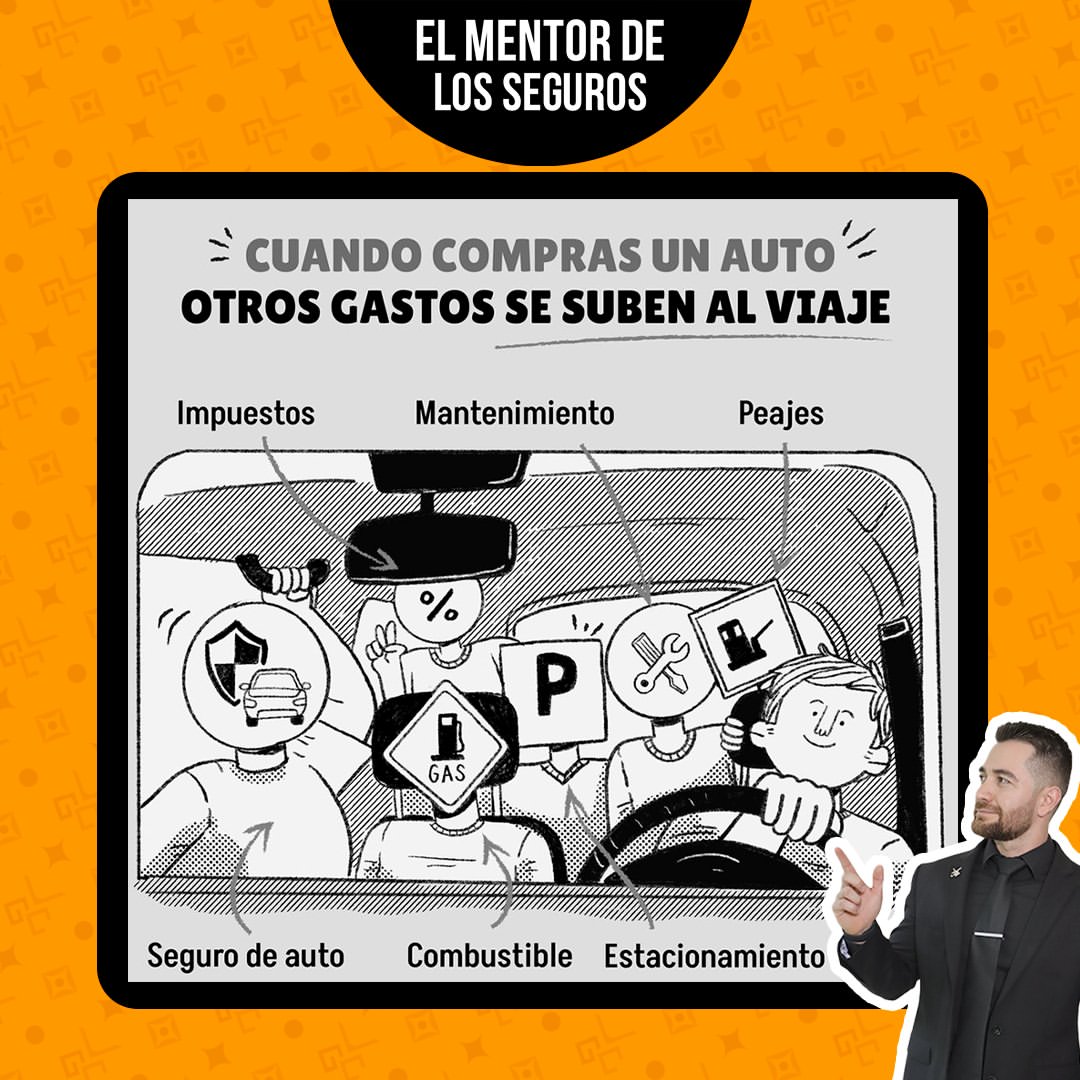 EL MENTOR DE
LOS SEGUROS
CUANDO COMPRAS UN AUTO
OTROS GASTOS SE SUBEN AL VIAJE
Impuestos
Mantenimiento
Peajes
%
P
GAS
Seguro de auto
Combustible
Estacionamiento